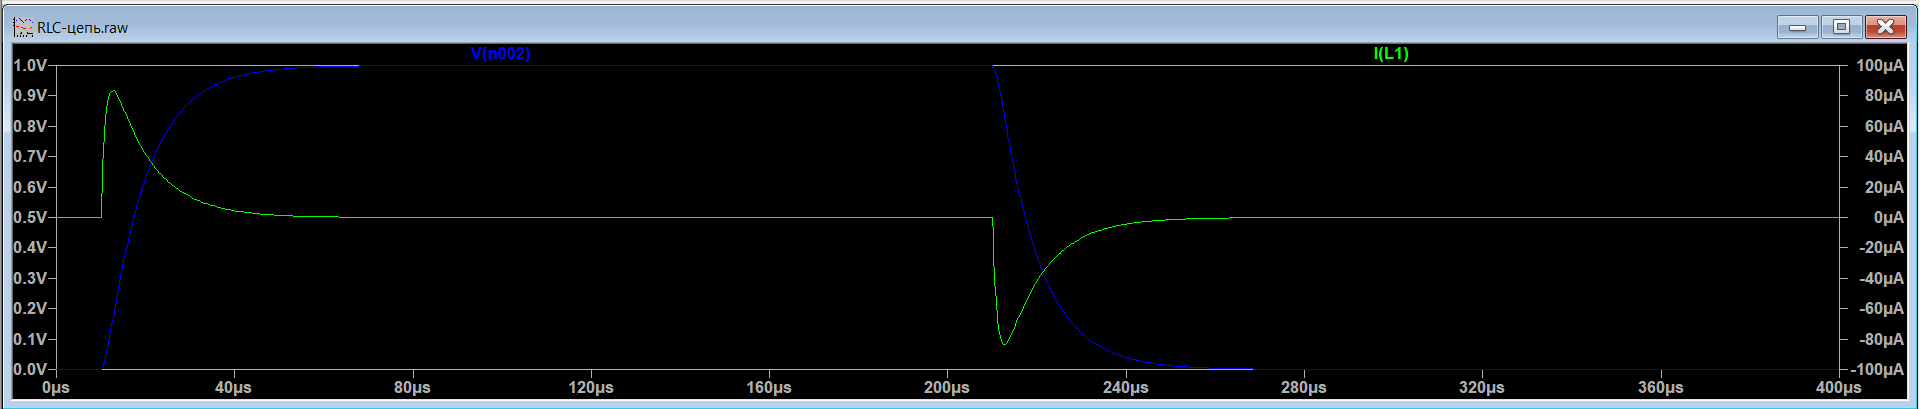 RLC-цепь.raw
V(n002) I(L1)
1.0V 100µA
0.9V 80µA
0.8V 60µA
0.7V 40µA
0.6V 20µA
0.5V 0µA
0.4V -20µA
0.3V -40µA
0.2V -60µA
0.1V -80µA
0.0V -100µA
0µs 40µs 80µs 120µs 160µs 200µs 240µs 280µs 320µs 360µs 400µs